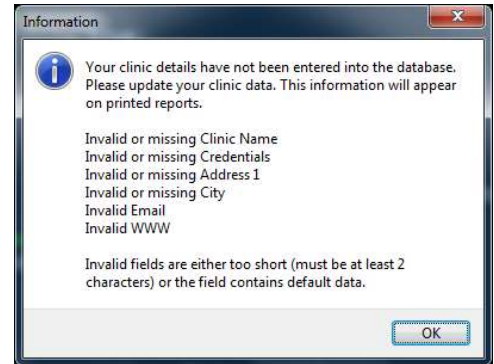 Information
Your clinic details have not been entered into the database.
Please update your clinic data. This information will appear
on printed reports.
Invalid or missing Clinic Name
Invalid or missing Credentials
Invalid or missing Address 1
Invalid or missing City
Invalid Email
Invalid WWW
Invalid fields are either too short (must be at least 2
characters) or the field contains default data.
OK